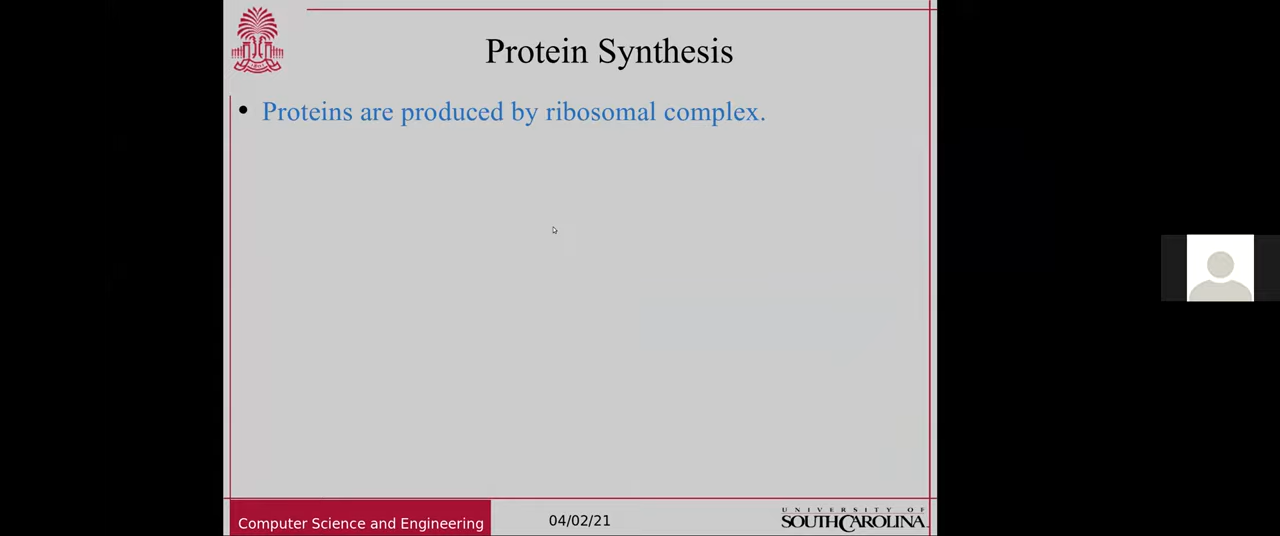 Protein Synthesis
• Proteins are produced by ribosomal complex.
Computer Science and Engineering
04/02/21
UNIVERSITY OF
SOUTH CAROLINA